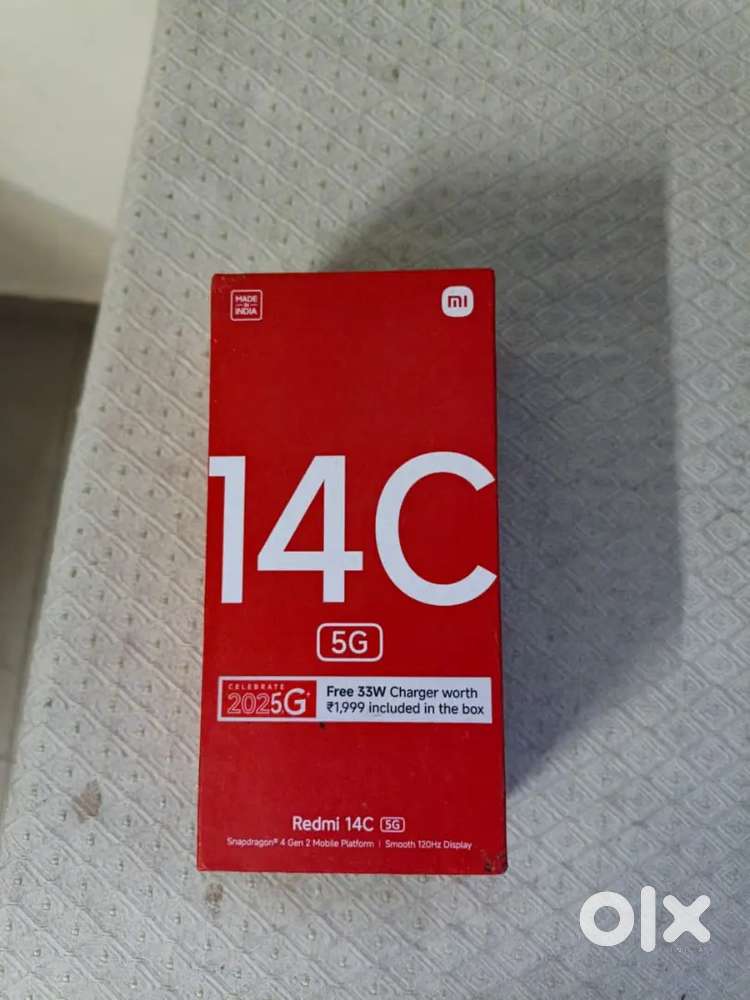 MADE
IN
INDIA
mi
14C
5G
CELEBRATE
2025G+
Free 33W Charger worth
₹1,999 included in the box
Redmi 14C 5G
Snapdragon® 4 Gen 2 Mobile Platform | Smooth 120Hz Display
olx